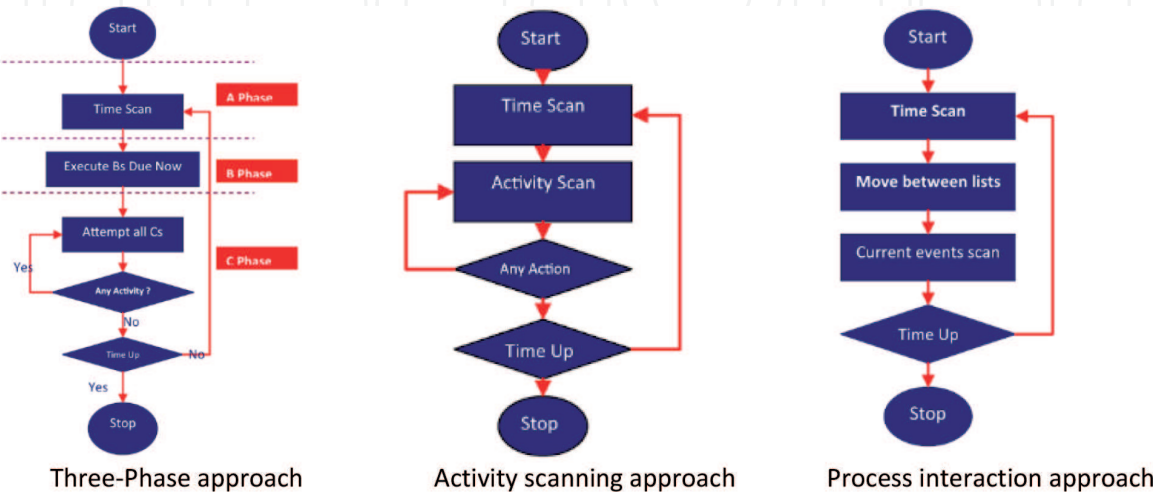 Start
Time Scan
A Phase
Execute Bs Due Now
B Phase
Attempt all Cs
C Phase
Yes
Any Activity ?
No
Time Up
No
Yes
Stop
Three-Phase approach
Start
Time Scan
Activity Scan
Any Action
Time Up
Stop
Activity scanning approach
Start
Time Scan
Move between lists
Current events scan
Time Up
Stop
Process interaction approach